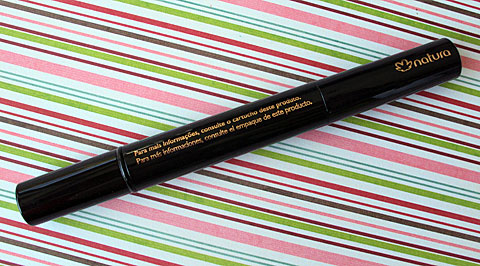 natura
Para mais informações, consulte o cartucho deste produto.
Para más informaciones, consulte el empaque de este producto.